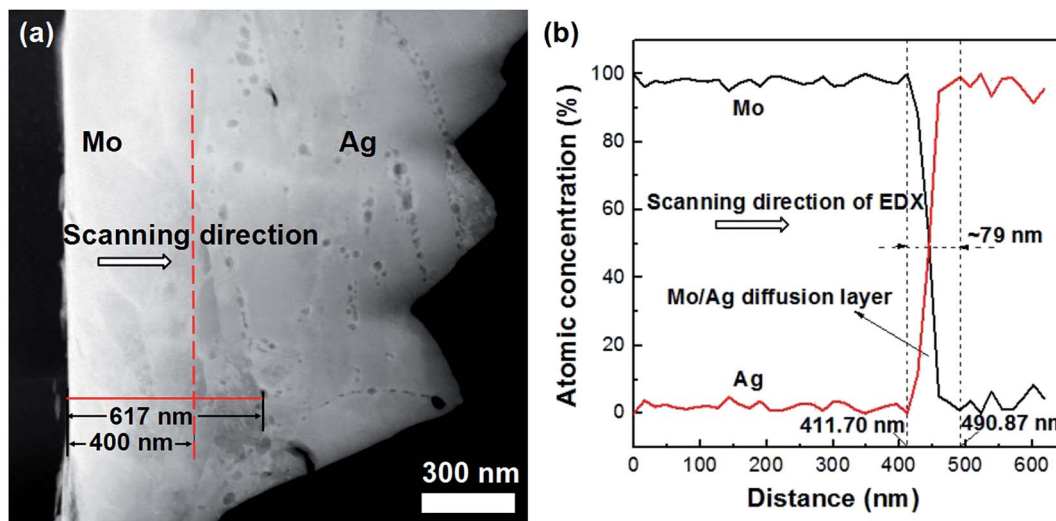 (a)
Mo
Ag
Scanning direction
617 nm
400 nm
300 nm
(b)
Atomic concentration (%)
100
80
60
40
20
0
Mo
Scanning direction of EDX
~79 nm
Mo/Ag diffusion layer
Ag
411.70 nm
490.87 nm
0 100 200 300 400 500 600
Distance (nm)